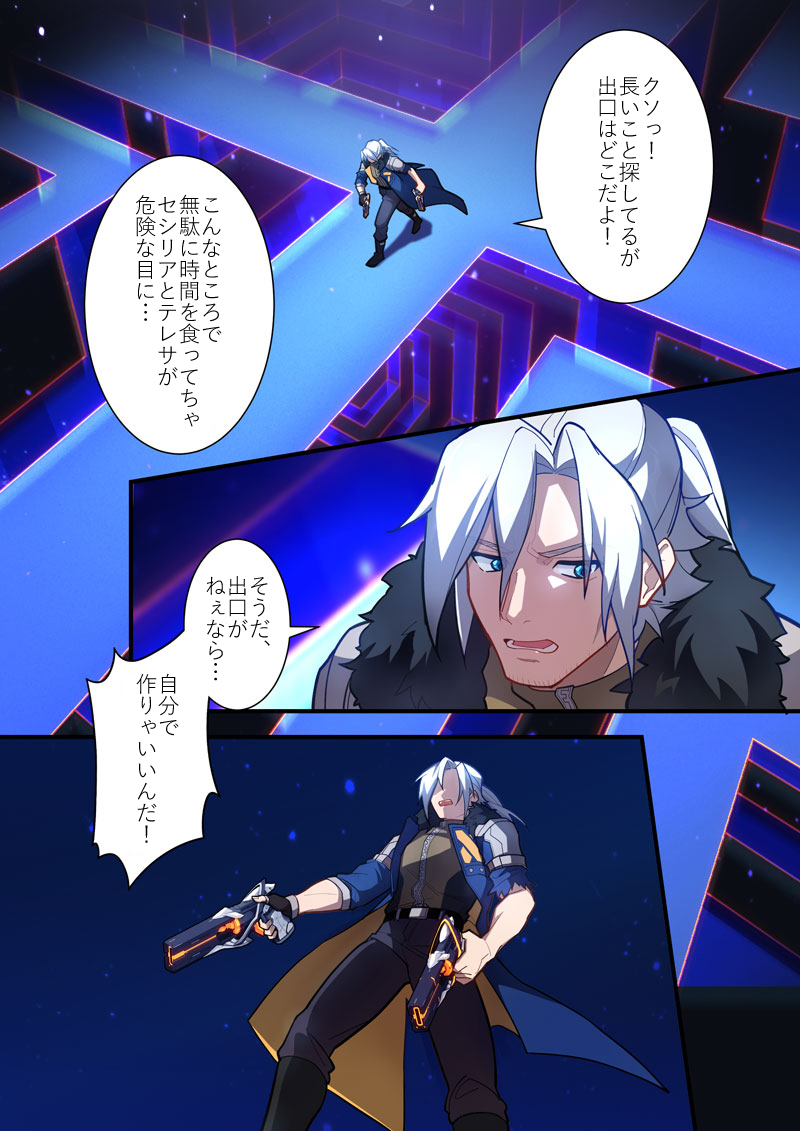 クソっ！
長いこと探してるが
出口はどこだよ！
こんなところで
無駄に時間を食ってちゃ
セシリアとテレサが
危険な目に…
そうだ、
出口が
ねぇなら…
自分で
作りゃいいんだ！